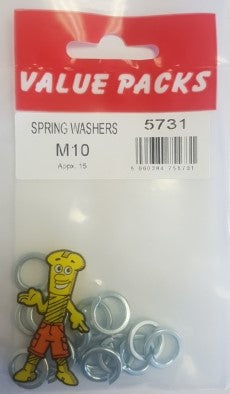 VALUE PACKS
SPRING WASHERS 5731
M10
Appx. 15